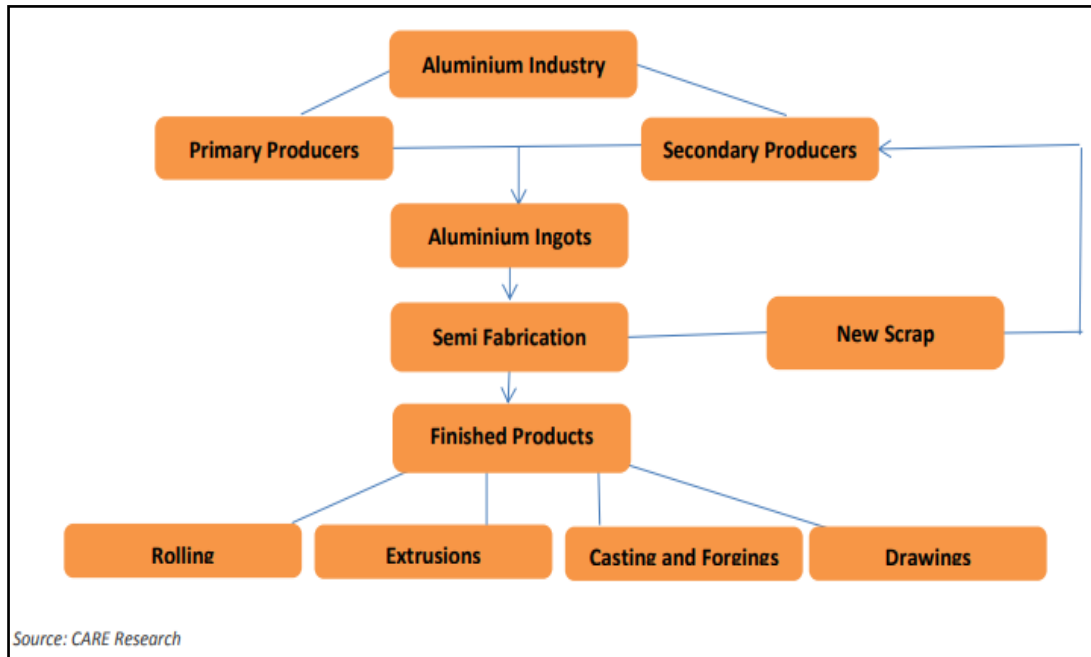 Aluminium Industry
Primary Producers
Secondary Producers
Aluminium Ingots
Semi Fabrication
New Scrap
Finished Products
Rolling
Extrusions
Casting and Forgings
Drawings
Source: CARE Research